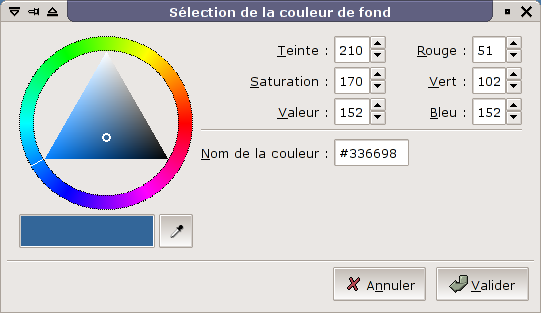 Sélection de la couleur de fond
Teinte : 210 Rouge : 51
Saturation : 170 Vert : 102
Valeur : 152 Bleu : 152
Nom de la couleur : #336698
Annuler Valider